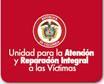 Unidad para la Atención
y Reparación Integral
a las Víctimas